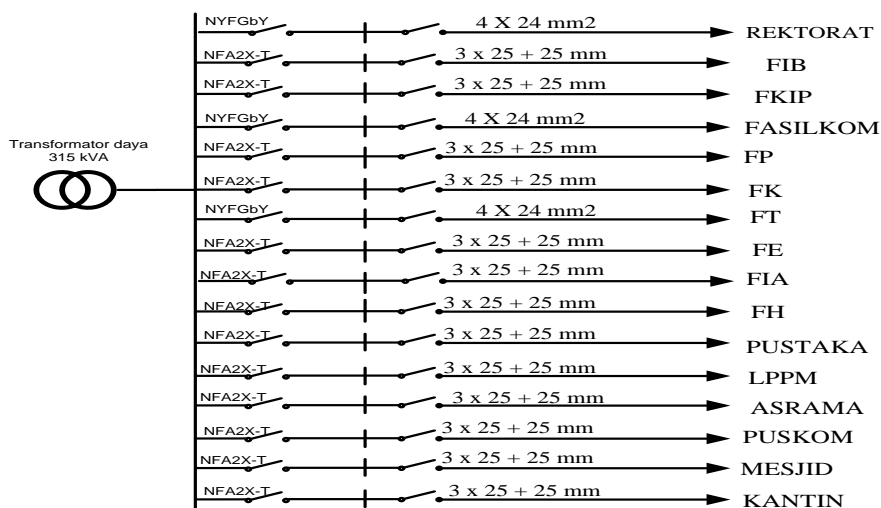 NYFGbY 4 X 24 mm2 REKTORAT
NFA2X-T 3 x 25 + 25 mm FIB
NFA2X-T 3 x 25 + 25 mm FKIP
NYFGbY 4 X 24 mm2 FASILKOM
Transformator daya
315 kVA
NFA2X-T 3 x 25 + 25 mm FP
NFA2X-T 3 x 25 + 25 mm FK
NYFGbY 4 X 24 mm2 FT
NFA2X-T 3 x 25 + 25 mm FE
NFA2X-T 3 x 25 + 25 mm FIA
NFA2X-T 3 x 25 + 25 mm FH
NFA2X-T 3 x 25 + 25 mm PUSTAKA
NFA2X-T 3 x 25 + 25 mm LPPM
NFA2X-T 3 x 25 + 25 mm ASRAMA
NFA2X-T 3 x 25 + 25 mm PUSKOM
NFA2X-T 3 x 25 + 25 mm MESJID
NFA2X-T 3 x 25 + 25 mm KANTIN